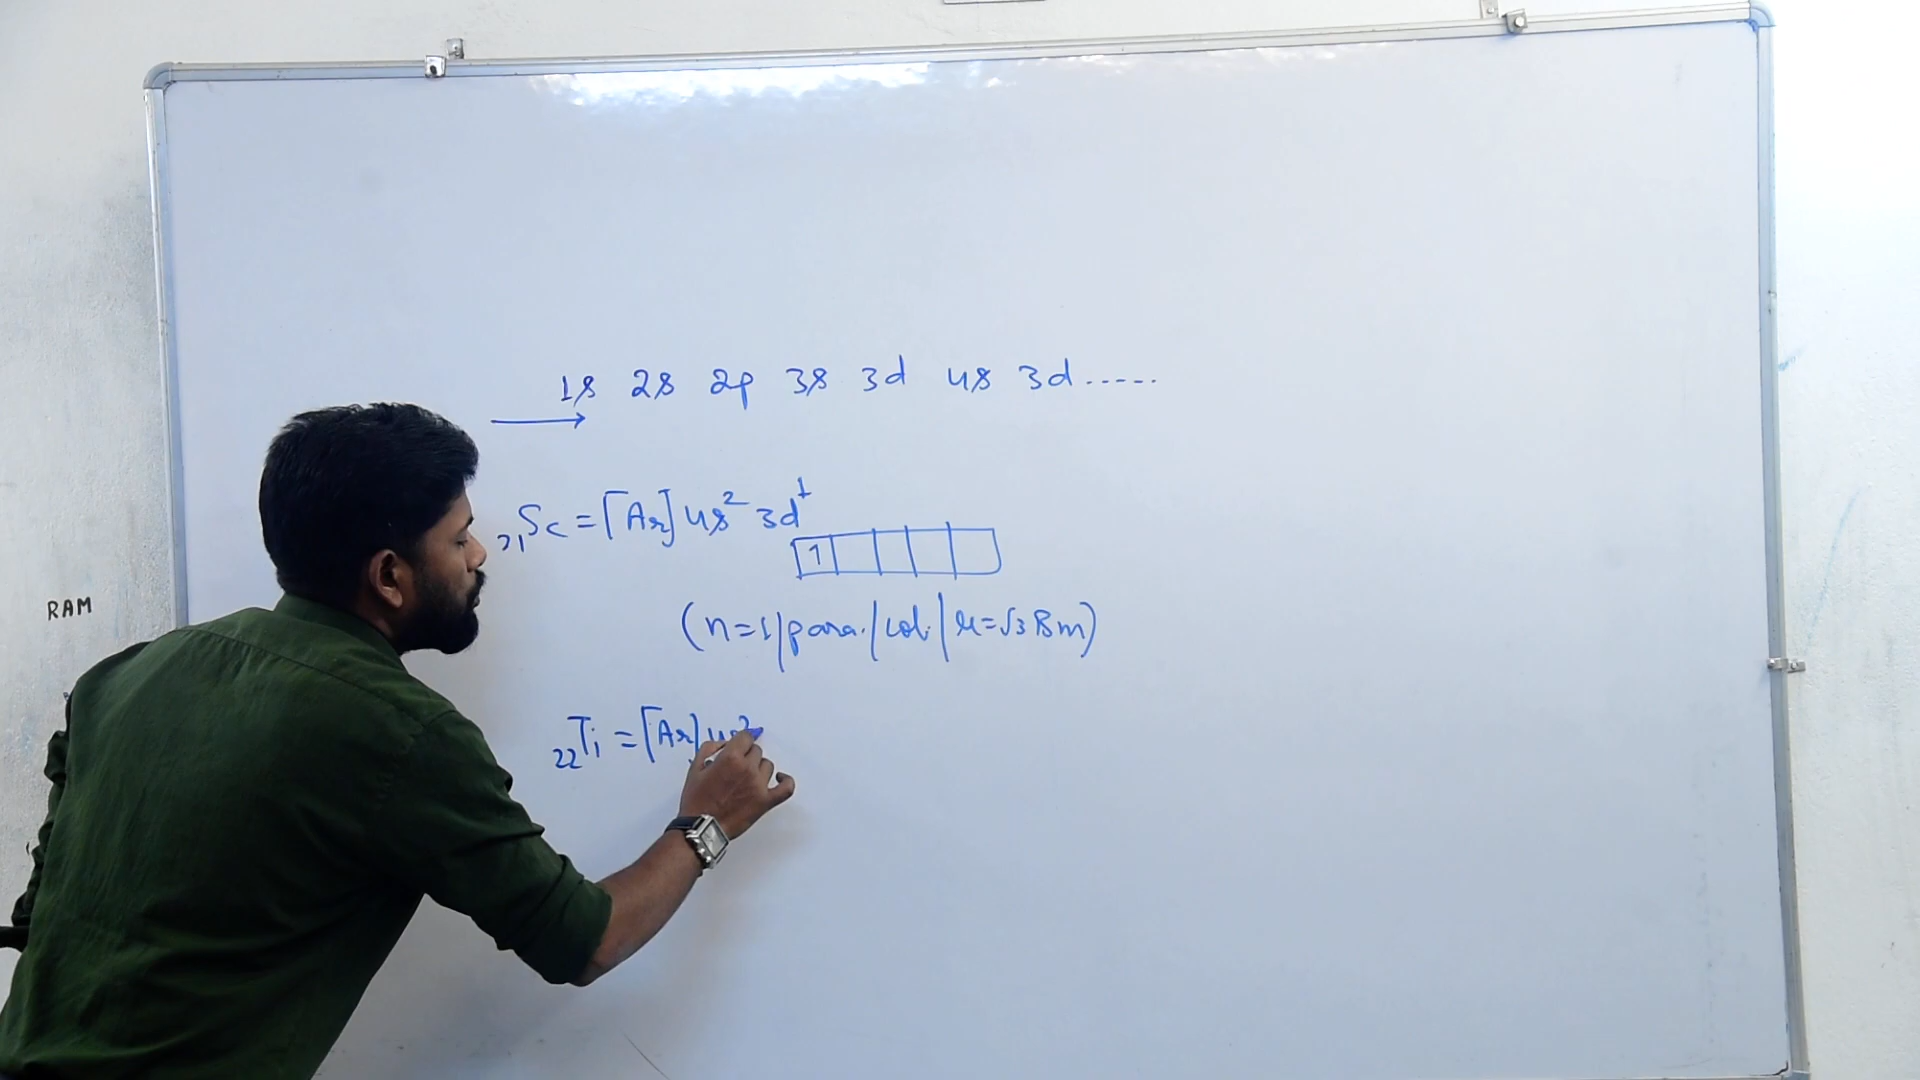 1s 2s 2p 3s 3d 4s 3d .....
₂₁Sc = [Ar] 4s² 3d¹
1
(n=1/para./col./μ=√3 Bm)
RAM
₂₂Ti = [Ar] 4s²